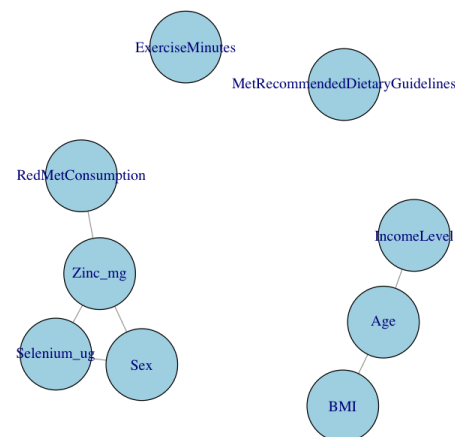 ExerciseMinutes
MetRecommendedDietaryGuidelines
RedMetConsumption
IncomeLevel
Zinc_mg
Age
Selenium_ug
Sex
BMI